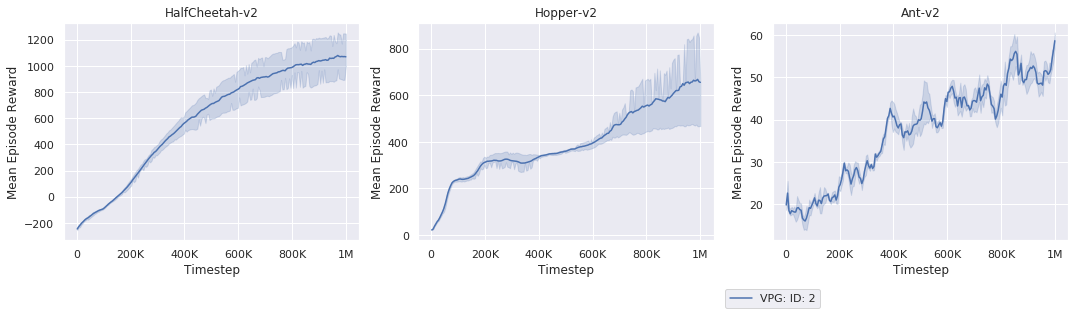 HalfCheetah-v2
Mean Episode Reward
1200
1000
800
600
400
200
0
−200
0 200K 400K 600K 800K 1M
Timestep
Hopper-v2
Mean Episode Reward
800
600
400
200
0
0 200K 400K 600K 800K 1M
Timestep
Ant-v2
Mean Episode Reward
60
50
40
30
20
0 200K 400K 600K 800K 1M
Timestep
VPG: ID: 2